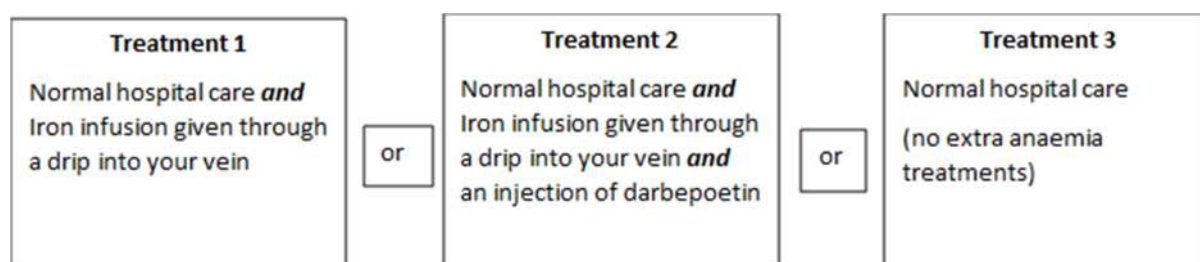 Treatment 1
Normal hospital care and
Iron infusion given through
a drip into your vein
or
Treatment 2
Normal hospital care and
Iron infusion given through
a drip into your vein and
an injection of darbepoetin
or
Treatment 3
Normal hospital care
(no extra anaemia
treatments)